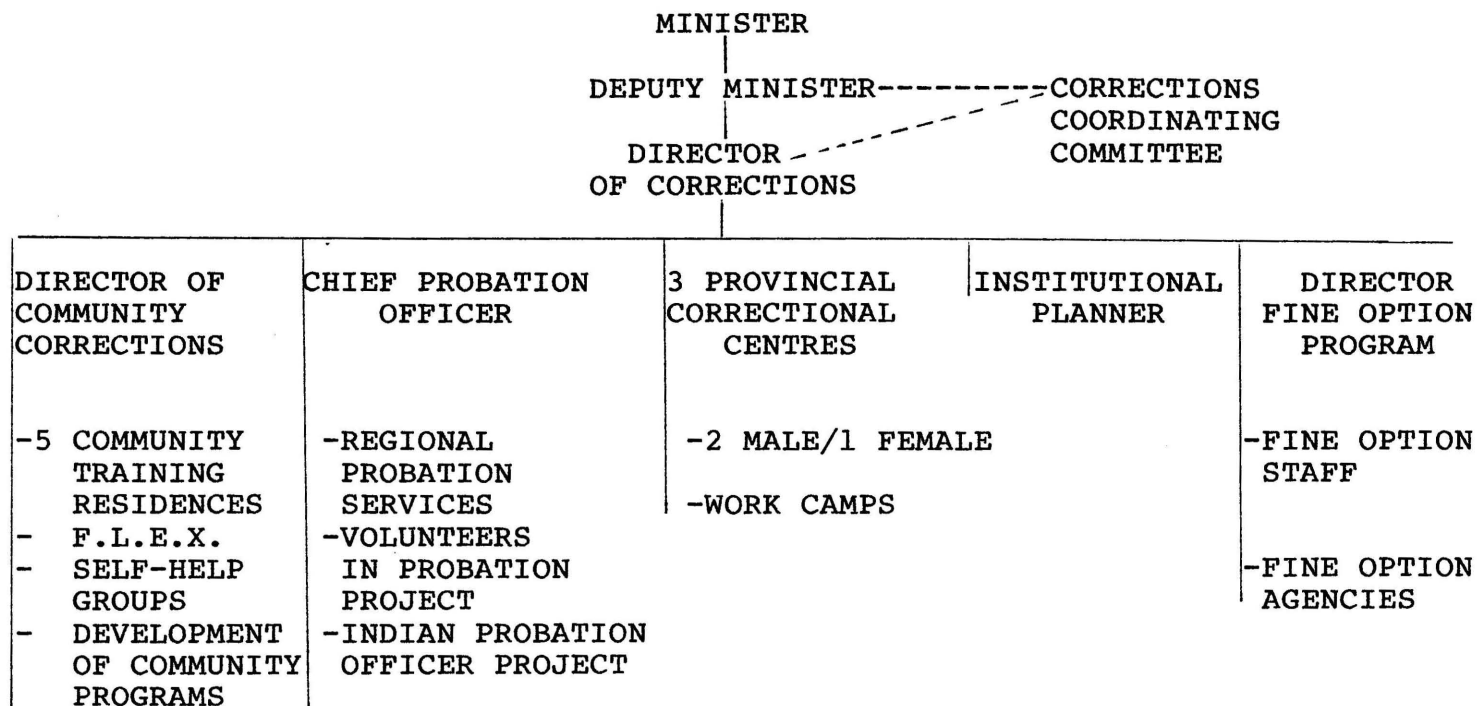 MINISTER
DEPUTY MINISTER---------CORRECTIONS
COORDINATING
COMMITTEE
DIRECTOR
OF CORRECTIONS
DIRECTOR OF
COMMUNITY
CORRECTIONS
-5 COMMUNITY
TRAINING
RESIDENCES
- F.L.E.X.
- SELF-HELP
GROUPS
- DEVELOPMENT
OF COMMUNITY
PROGRAMS
CHIEF PROBATION
OFFICER
-REGIONAL
PROBATION
SERVICES
-VOLUNTEERS
IN PROBATION
PROJECT
-INDIAN PROBATION
OFFICER PROJECT
3 PROVINCIAL
CORRECTIONAL
CENTRES
-2 MALE/1 FEMALE
-WORK CAMPS
INSTITUTIONAL
PLANNER
DIRECTOR
FINE OPTION
PROGRAM
-FINE OPTION
STAFF
-FINE OPTION
AGENCIES